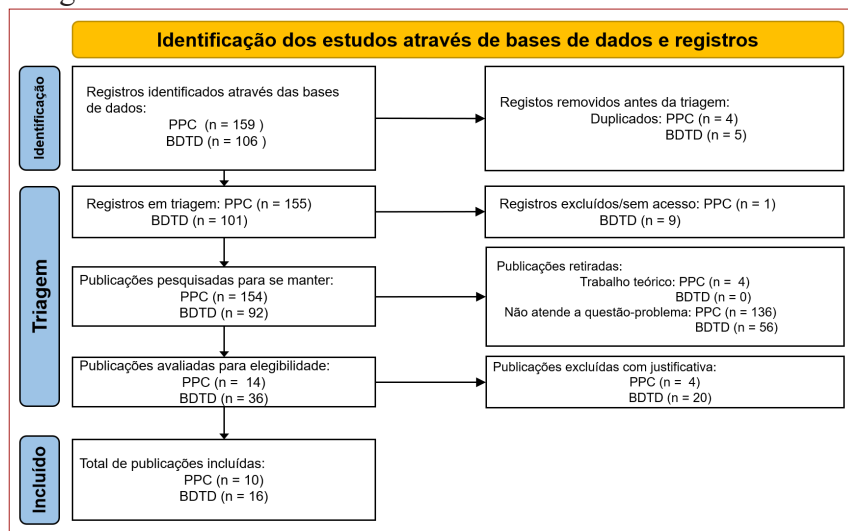 Identificação dos estudos através de bases de dados e registros
Identificação
Registros identificados através das bases
de dados:
PPC (n = 159 )
BDTD (n = 106 )
Registos removidos antes da triagem:
Duplicados: PPC (n = 4)
BDTD (n = 5)
Triagem
Registros em triagem: PPC (n = 155)
BDTD (n = 101)
Registros excluídos/sem acesso: PPC (n = 1)
BDTD (n = 9)
Publicações pesquisadas para se manter:
PPC (n = 154)
BDTD (n = 92)
Publicações retiradas:
Trabalho teórico: PPC (n = 4)
BDTD (n = 0)
Não atende a questão-problema: PPC (n = 136)
BDTD (n = 56)
Publicações avaliadas para elegibilidade:
PPC (n = 14)
BDTD (n = 36)
Publicações excluídas com justificativa:
PPC (n = 4)
BDTD (n = 20)
Incluído
Total de publicações incluídas:
PPC (n = 10)
BDTD (n = 16)